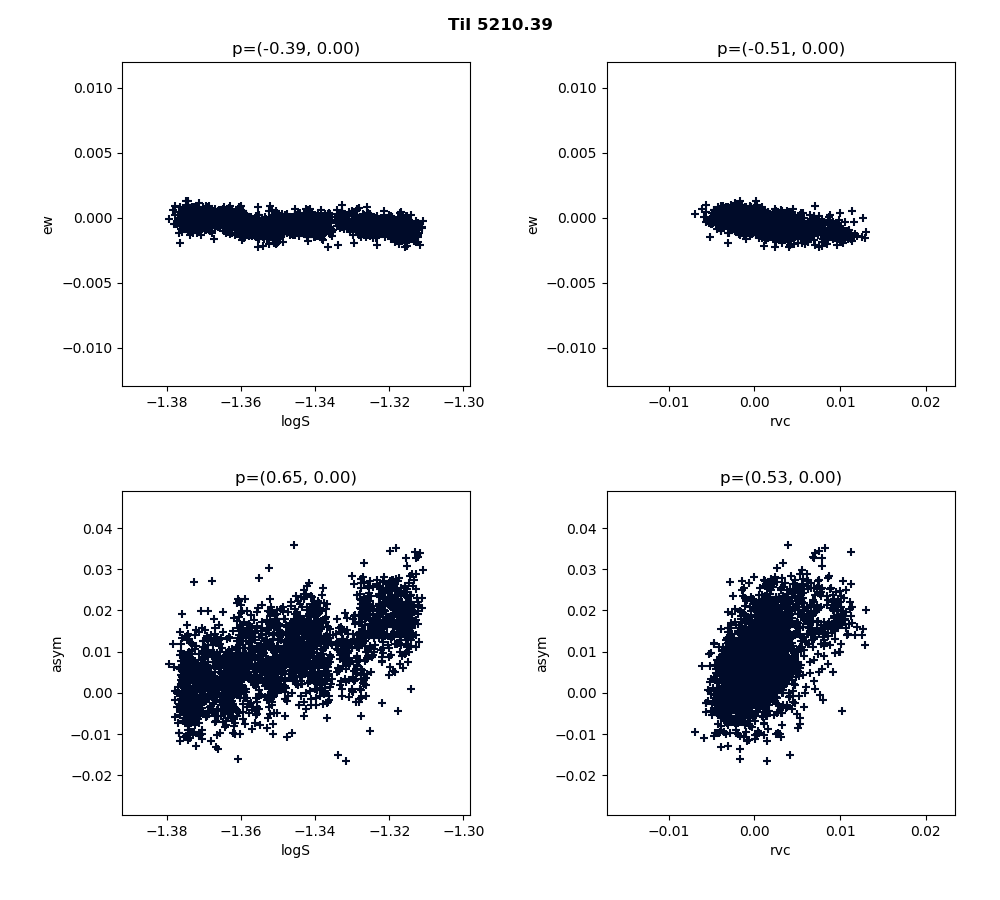 TiI 5210.39
p=(-0.39, 0.00)
0.010
0.005
0.000
−0.005
−0.010
ew
−1.38 −1.36 −1.34 −1.32 −1.30
logS
p=(-0.51, 0.00)
0.010
0.005
0.000
−0.005
−0.010
ew
−0.01 0.00 0.01 0.02
rvc
p=(0.65, 0.00)
0.04
0.03
0.02
0.01
0.00
−0.01
−0.02
asym
−1.38 −1.36 −1.34 −1.32 −1.30
logS
p=(0.53, 0.00)
0.04
0.03
0.02
0.01
0.00
−0.01
−0.02
asym
−0.01 0.00 0.01 0.02
rvc